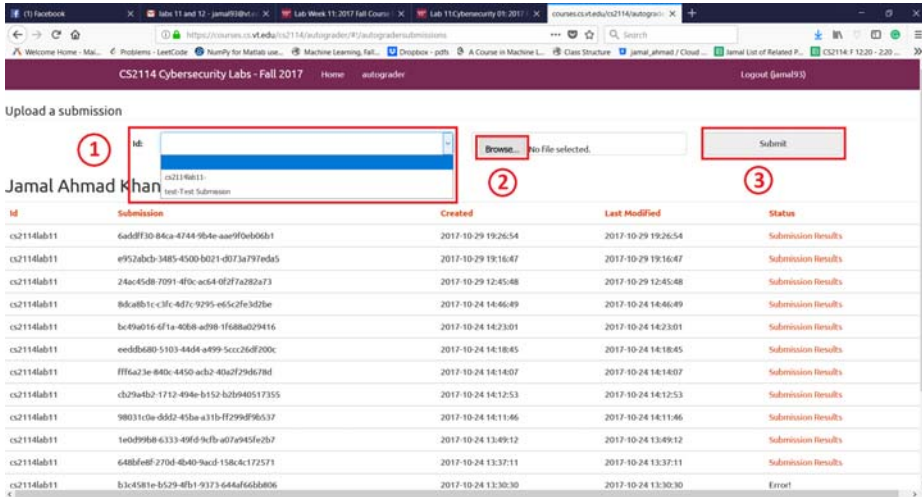 (1) Facebook
labs 11 and 12 - jamal93@vt.e
Lab Week 11: 2017 Fall Course
Lab 11:Cybersecurity 01: 2017
courses.cs.vt.edu/cs2114/autograde
https://courses.cs.vt.edu/cs2114/autograder/#!/autogradersubmissions
Search
Welcome Home - Mai...
Problems - LeetCode
NumPy for Matlab use...
Machine Learning, Fall...
Dropbox - pdfs
A Course in Machine L...
Class Structure
jamal_ahmad / Cloud ...
Jamal List of Related P...
CS2114: F 12:20 - 2:20 ...
CS2114 Cybersecurity Labs - Fall 2017 Home autograder Logout (jamal93)
Upload a submission
1
Id:
Browse... No file selected.
Submit
cs2114lab11-
test-Test Submission
2
3
Jamal Ahmad Khan
Id Submission Created Last Modified Status
cs2114lab11 6addff30-84ca-4744-9b4e-aae9f0eb06b1 2017-10-29 19:26:54 2017-10-29 19:26:54 Submission Results
cs2114lab11 e952abcb-3485-4500-b021-d073a797eda5 2017-10-29 19:16:47 2017-10-29 19:16:47 Submission Results
cs2114lab11 24ac45d8-7091-4f0c-ac64-0f2f7a282a73 2017-10-29 12:45:48 2017-10-29 12:45:48 Submission Results
cs2114lab11 8dca8b1c-c3fc-4d7c-9295-e65c2fe3d2be 2017-10-24 14:46:49 2017-10-24 14:46:49 Submission Results
cs2114lab11 bc49a016-6f1a-40b8-ad98-1f688a029416 2017-10-24 14:23:01 2017-10-24 14:23:01 Submission Results
cs2114lab11 eeddb680-5103-44d4-a499-5ccc26df200c 2017-10-24 14:18:45 2017-10-24 14:18:45 Submission Results
cs2114lab11 fff6a23e-840c-4450-acb2-40a2f29d678d 2017-10-24 14:14:07 2017-10-24 14:14:07 Submission Results
cs2114lab11 cb29a4b2-1712-494e-b152-b2b940517355 2017-10-24 14:12:53 2017-10-24 14:12:53 Submission Results
cs2114lab11 98031c0a-ddd2-45ba-a31b-ff299df9b537 2017-10-24 14:11:46 2017-10-24 14:11:46 Submission Results
cs2114lab11 1e0d99b8-6333-49fd-9cfb-a07a945fe2b7 2017-10-24 13:49:12 2017-10-24 13:49:12 Submission Results
cs2114lab11 648bfe8f-270d-4b40-9acd-158c4c172571 2017-10-24 13:37:11 2017-10-24 13:37:11 Submission Results
cs2114lab11 b3c4581e-b529-4fb1-9373-644af66bb806 2017-10-24 13:30:30 2017-10-24 13:30:30 Error!